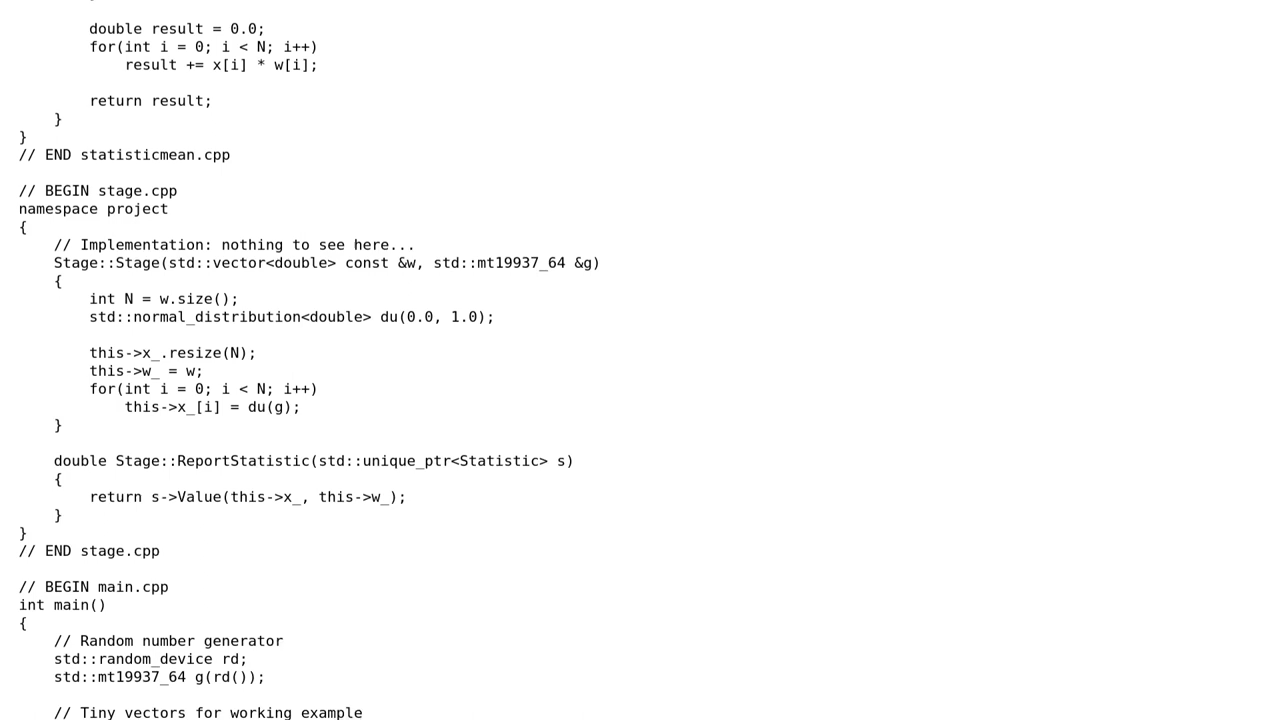 double result = 0.0;
        for(int i = 0; i < N; i++)
            result += x[i] * w[i];

        return result;
    }
}
// END statisticmean.cpp

// BEGIN stage.cpp
namespace project
{
    // Implementation: nothing to see here...
    Stage::Stage(std::vector<double> const &w, std::mt19937_64 &g)
    {
        int N = w.size();
        std::normal_distribution<double> du(0.0, 1.0);

        this->x_.resize(N);
        this->w_ = w;
        for(int i = 0; i < N; i++)
            this->x_[i] = du(g);
    }

    double Stage::ReportStatistic(std::unique_ptr<Statistic> s)
    {
        return s->Value(this->x_, this->w_);
    }
}
// END stage.cpp

// BEGIN main.cpp
int main()
{
    // Random number generator
    std::random_device rd;
    std::mt19937_64 g(rd());

    // Tiny vectors for working example